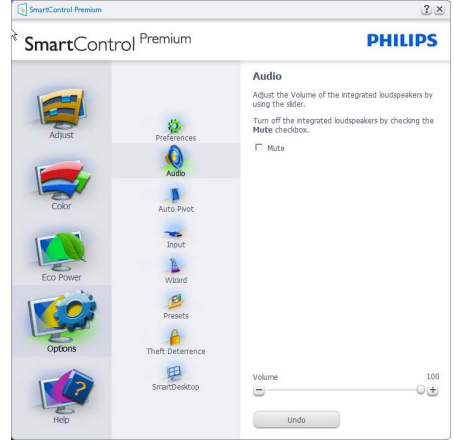 SmartControl Premium
SmartControl Premium
PHILIPS
Adjust
Color
Eco Power
Options
Help
Preferences
Audio
Auto Pivot
Input
Wizard
Presets
Theft Deterrence
SmartDesktop
Audio
Adjust the Volume of the integrated loudspeakers by
using the slider.
Turn off the integrated loudspeakers by checking the
Mute checkbox.
Mute
Volume 100
Undo